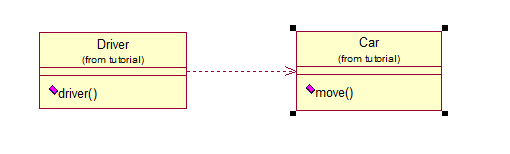 Driver
(from tutorial)
driver()
Car
(from tutorial)
move()